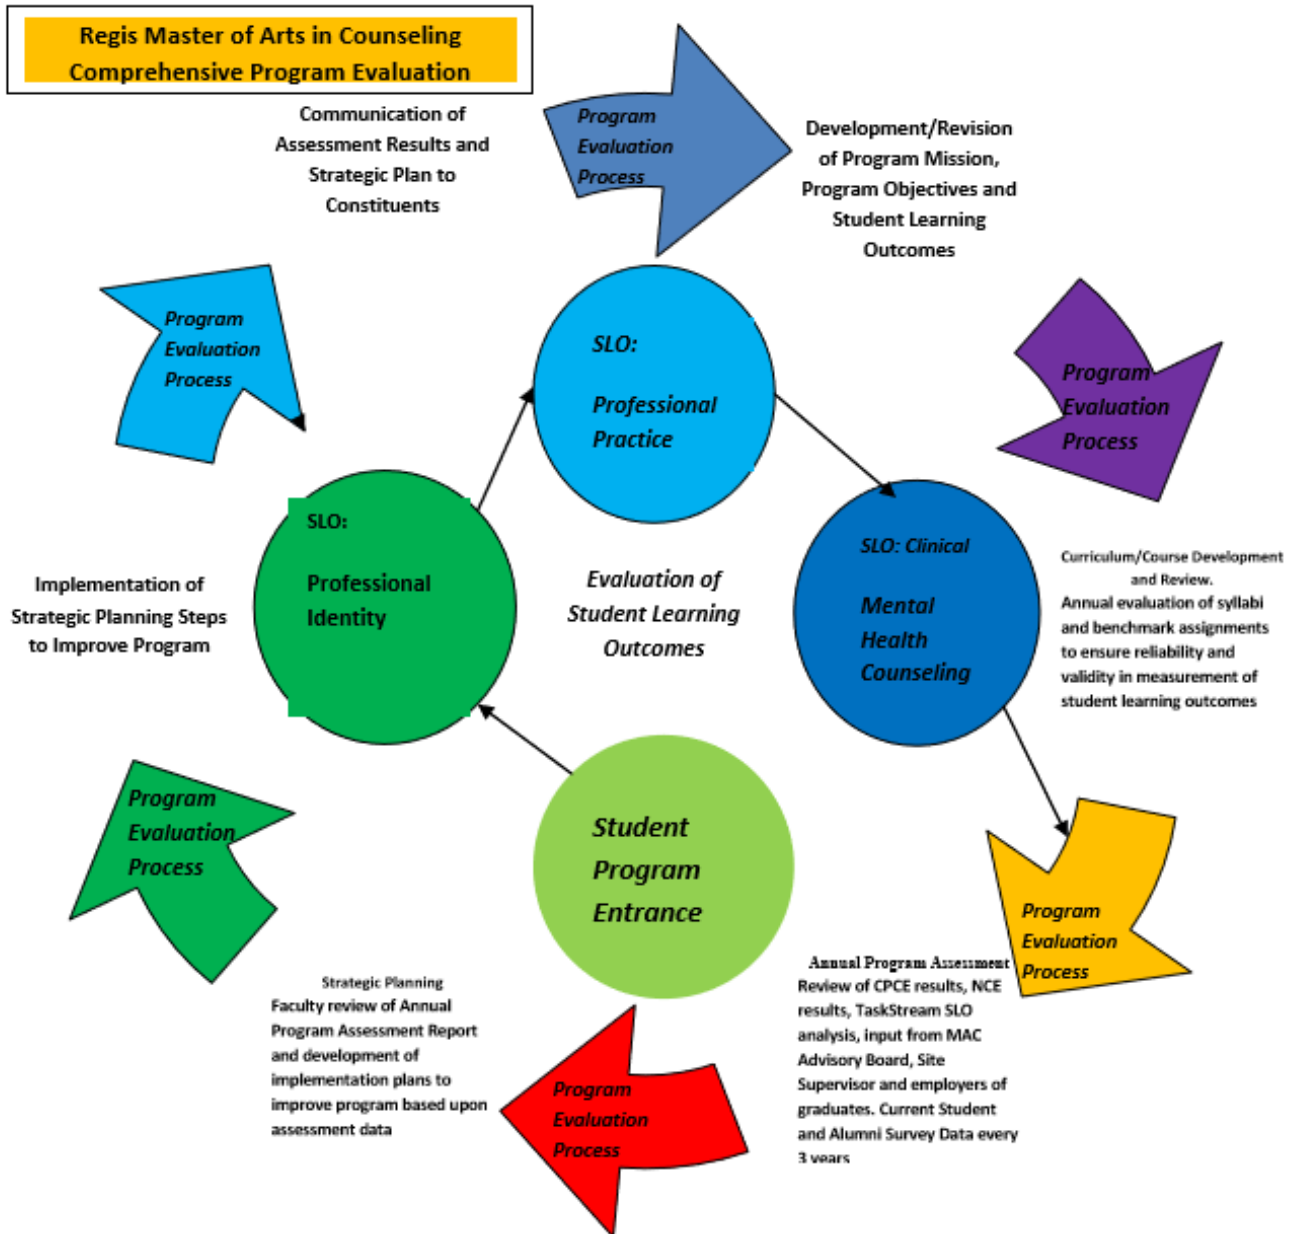 Regis Master of Arts in Counseling
Comprehensive Program Evaluation
Communication of
Assessment Results and
Strategic Plan to
Constituents
Program
Evaluation
Process
Development/Revision
of Program Mission,
Program Objectives and
Student Learning
Outcomes
Program
Evaluation
Process
SLO:
Professional
Practice
Program
Evaluation
Process
SLO:
Professional
Identity
Evaluation of
Student Learning
Outcomes
SLO: Clinical
Mental
Health
Counseling
Curriculum/Course Development
and Review.
Annual evaluation of syllabi
and benchmark assignments
to ensure reliability and
validity in measurement of
student learning outcomes
Implementation of
Strategic Planning Steps
to Improve Program
Program
Evaluation
Process
Student
Program
Entrance
Program
Evaluation
Process
Strategic Planning
Faculty review of Annual
Program Assessment Report
and development of
implementation plans to
improve program based upon
assessment data
Program
Evaluation
Process
Annual Program Assessment
Review of CPCE results, NCE
results, TaskStream SLO
analysis, input from MAC
Advisory Board, Site
Supervisor and employers of
graduates. Current Student
and Alumni Survey Data every
3 years